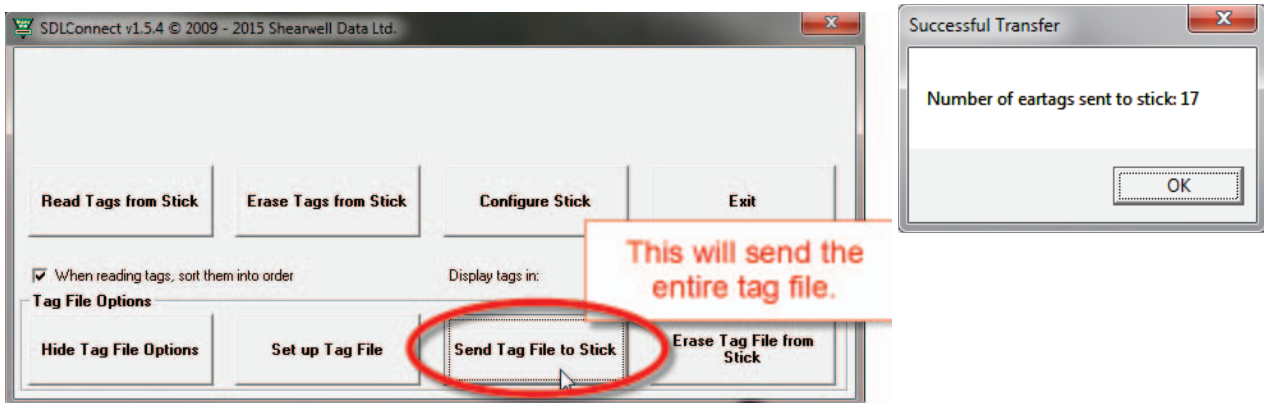 SDLConnect v1.5.4 © 2009 - 2015 Shearwell Data Ltd.
Read Tags from Stick
Erase Tags from Stick
Configure Stick
Exit
When reading tags, sort them into order
Display tags in:
This will send the
entire tag file.
Tag File Options
Hide Tag File Options
Set up Tag File
Send Tag File to Stick
Erase Tag File from
Stick
Successful Transfer
Number of eartags sent to stick: 17
OK